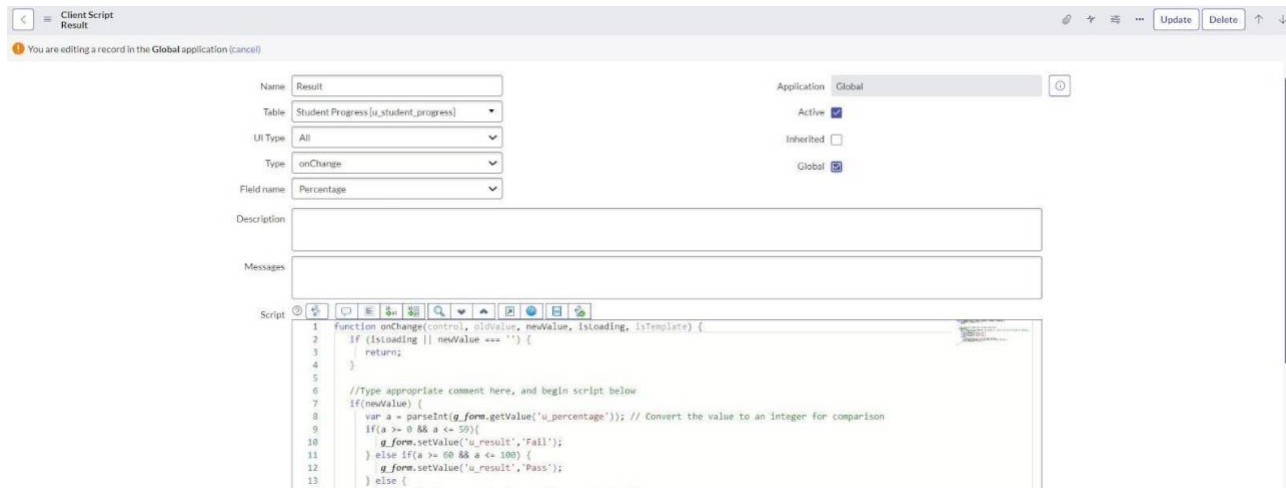 Client Script
Result
Update
Delete
You are editing a record in the Global application (cancel)
Name
Result
Application
Global
Table
Student Progress [u_student_progress]
Active
UI Type
All
Inherited
Type
onChange
Global
Field name
Percentage
Description
Messages
Script
1 function onChange(control, oldValue, newValue, isLoading, isTemplate) {
2 if (isLoading || newValue === '') {
3 return;
4 }
5
6 //Type appropriate comment here, and begin script below
7 if(newValue) {
8 var a = parseInt(g_form.getValue('u_percentage')); // Convert the value to an integer for comparison
9 if(a >= 0 && a <= 59){
10 g_form.setValue('u_result','Fail');
11 } else if(a >= 60 && a <= 100) {
12 g_form.setValue('u_result','Pass');
13 } else {